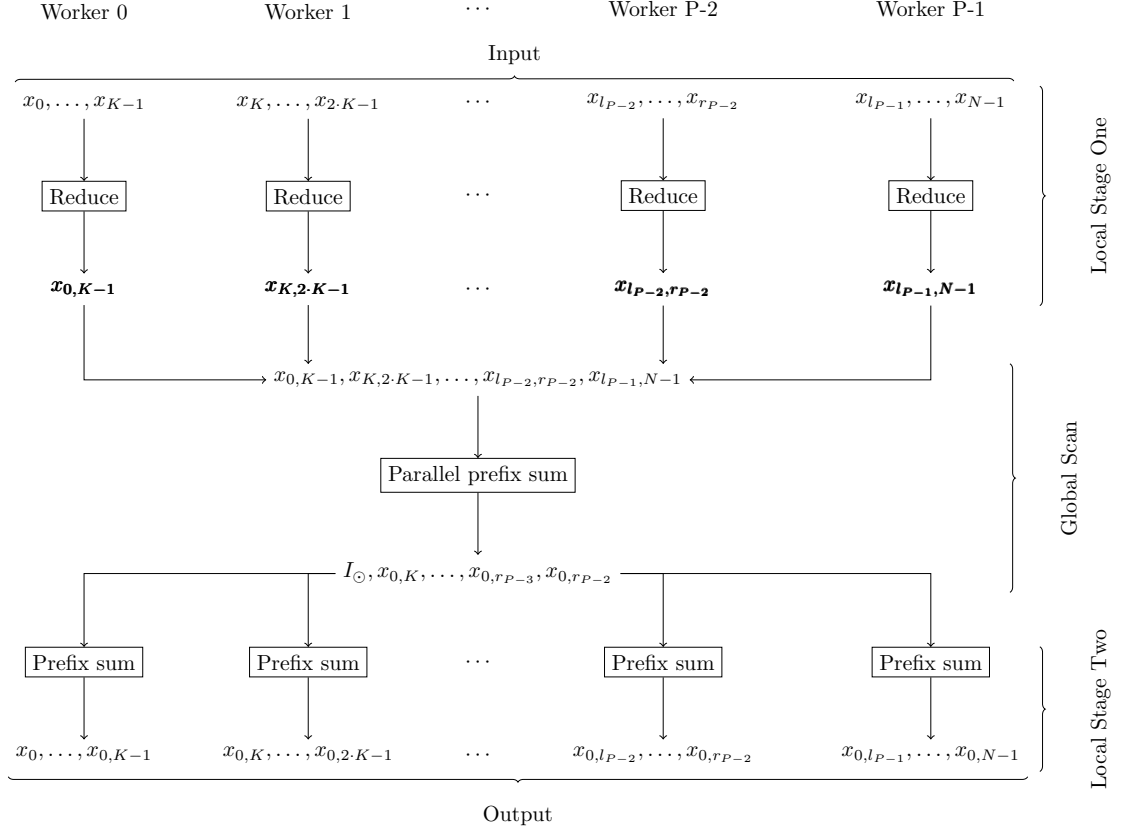 Worker 0 Worker 1 ⋯ Worker P-2 Worker P-1
Input
x_0, …, x_{K−1} x_K, …, x_{2·K−1} ⋯ x_{l_{P−2}}, …, x_{r_{P−2}} x_{l_{P−1}}, …, x_{N−1}
Local Stage One
Reduce Reduce ⋯ Reduce Reduce
x_{0,K−1} x_{K,2·K−1} ⋯ x_{l_{P−2},r_{P−2}} x_{l_{P−1},N−1}
x_{0,K−1}, x_{K,2·K−1}, …, x_{l_{P−2},r_{P−2}}, x_{l_{P−1},N−1}
Global Scan
Parallel prefix sum
I_⊙, x_{0,K}, …, x_{0,r_{P−3}}, x_{0,r_{P−2}}
Local Stage Two
Prefix sum Prefix sum ⋯ Prefix sum Prefix sum
x_0, …, x_{0,K−1} x_{0,K}, …, x_{0,2·K−1} ⋯ x_{0,l_{P−2}}, …, x_{0,r_{P−2}} x_{0,l_{P−1}}, …, x_{0,N−1}
Output